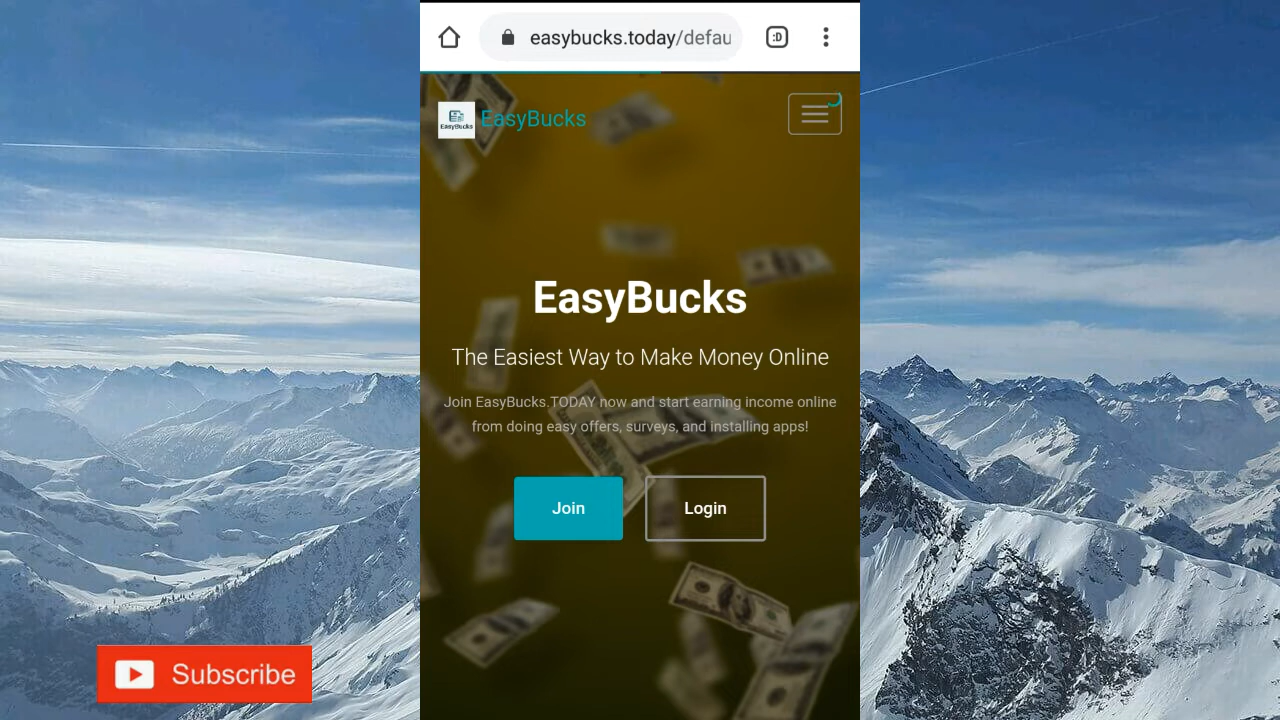 easybucks.today/defau
:D
EasyBucks
EasyBucks
EasyBucks
The Easiest Way to Make Money Online
Join EasyBucks.TODAY now and start earning income online
from doing easy offers, surveys, and installing apps!
Join
Login
Subscribe